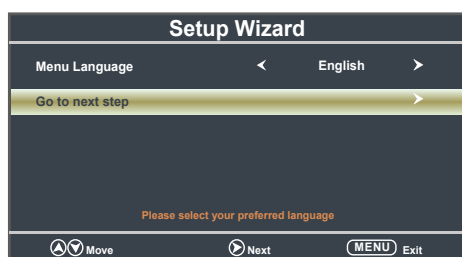 Setup Wizard
Menu Language English
Go to next step
Please select your preferred language
Move Next MENU Exit